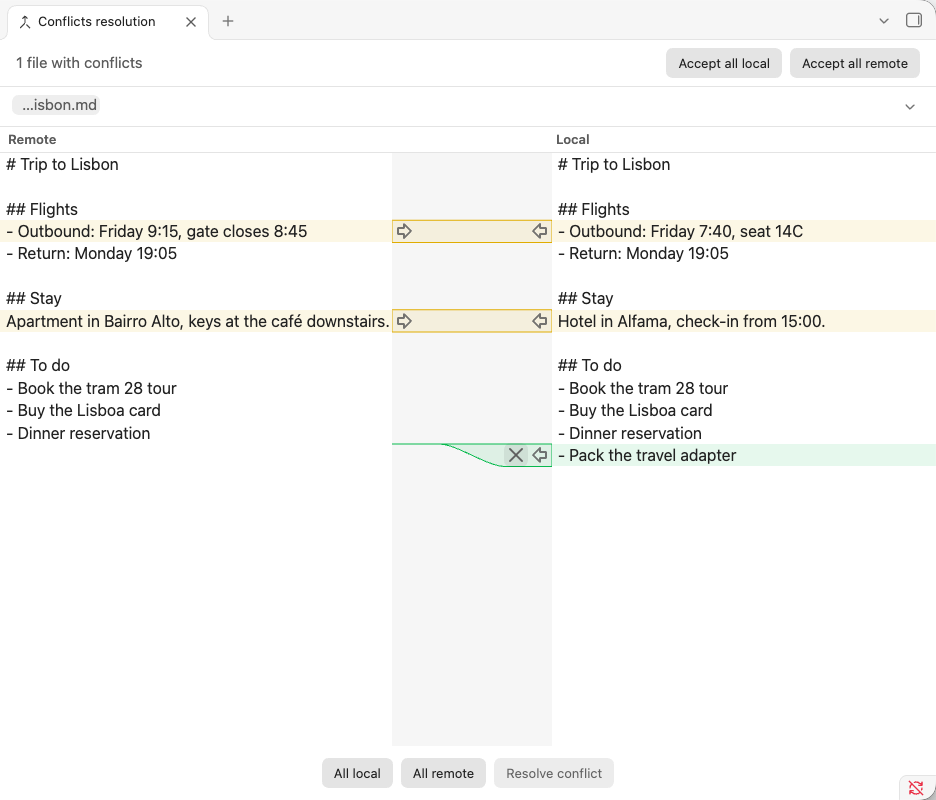 Conflicts resolution
1 file with conflicts
Accept all local
Accept all remote
...isbon.md
Remote
# Trip to Lisbon
## Flights
- Outbound: Friday 9:15, gate closes 8:45
- Return: Monday 19:05
## Stay
Apartment in Bairro Alto, keys at the café downstairs.
## To do
- Book the tram 28 tour
- Buy the Lisboa card
- Dinner reservation
Local
# Trip to Lisbon
## Flights
- Outbound: Friday 7:40, seat 14C
- Return: Monday 19:05
## Stay
Hotel in Alfama, check-in from 15:00.
## To do
- Book the tram 28 tour
- Buy the Lisboa card
- Dinner reservation
- Pack the travel adapter
All local
All remote
Resolve conflict